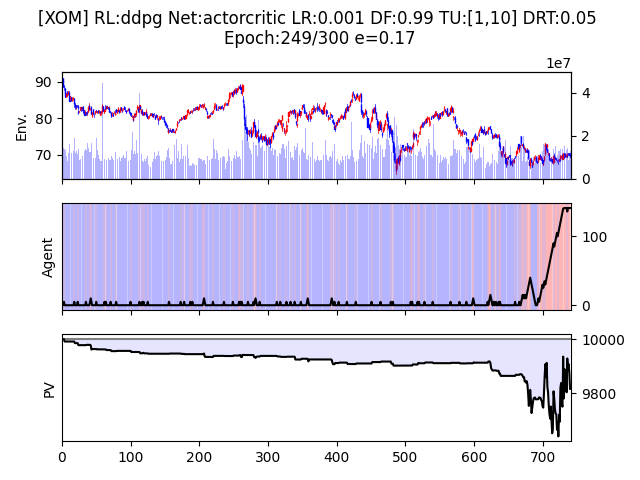 [XOM] RL:ddpg Net:actorcritic LR:0.001 DF:0.99 TU:[1,10] DRT:0.05
Epoch:249/300 e=0.17
1e7
90
80
70
Env.
4
2
0
Agent
100
0
PV
10000
9800
0 100 200 300 400 500 600 700